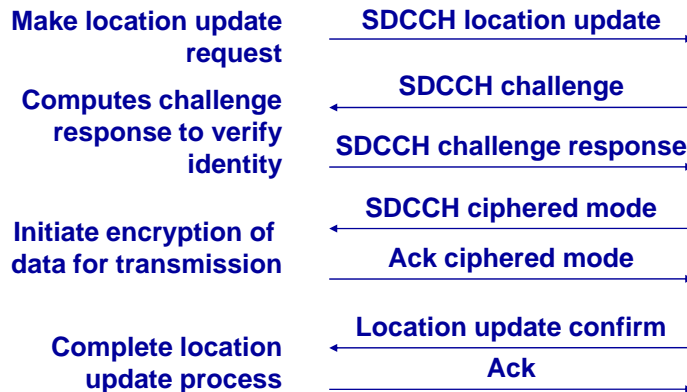 Make location update
request
SDCCH location update
Computes challenge
response to verify
identity
SDCCH challenge
SDCCH challenge response
Initiate encryption of
data for transmission
SDCCH ciphered mode
Ack ciphered mode
Complete location
update process
Location update confirm
Ack